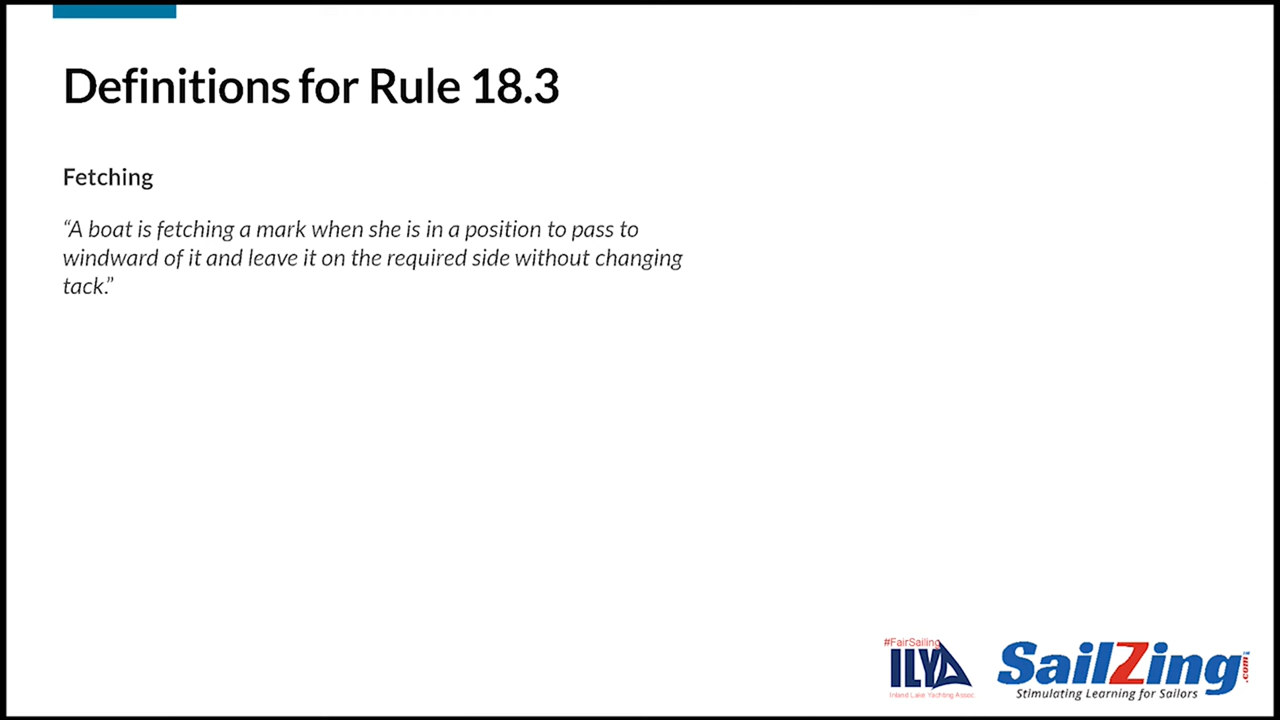 Definitions for Rule 18.3
Fetching
“A boat is fetching a mark when she is in a position to pass to
windward of it and leave it on the required side without changing
tack.”
#FairSailing
ILYA
Inland Lake Yachting Assoc.
SailZing.com
Stimulating Learning for Sailors